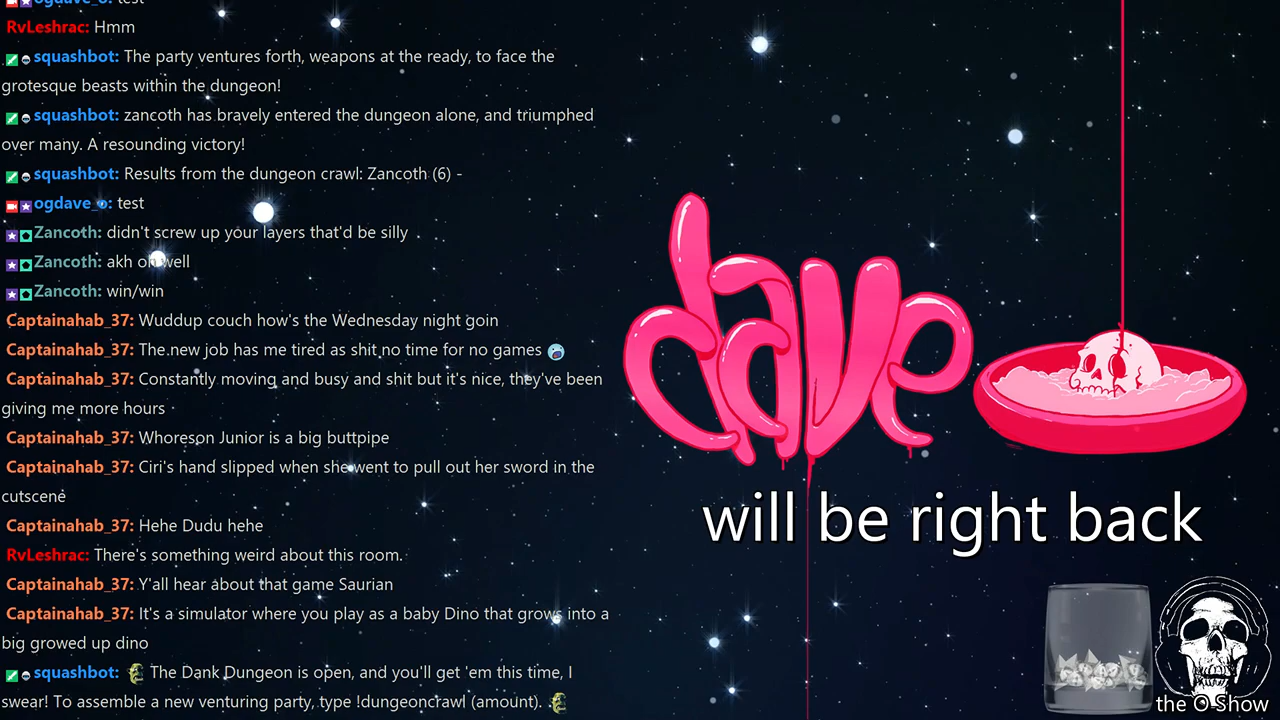 ogdave_o: test
RvLeshrac: Hmm
squashbot: The party ventures forth, weapons at the ready, to face the
grotesque beasts within the dungeon!
squashbot: zancoth has bravely entered the dungeon alone, and triumphed
over many. A resounding victory!
squashbot: Results from the dungeon crawl: Zancoth (6) -
ogdave_o: test
Zancoth: didn't screw up your layers that'd be silly
Zancoth: akh oh well
Zancoth: win/win
Captainahab_37: Wuddup couch how's the Wednesday night goin
Captainahab_37: The new job has me tired as shit no time for no games
Captainahab_37: Constantly moving and busy and shit but it's nice, they've been
giving me more hours
Captainahab_37: Whoreson Junior is a big buttpipe
Captainahab_37: Ciri's hand slipped when she went to pull out her sword in the
cutscene
Captainahab_37: Hehe Dudu hehe
RvLeshrac: There's something weird about this room.
Captainahab_37: Y'all hear about that game Saurian
Captainahab_37: It's a simulator where you play as a baby Dino that grows into a
big growed up dino
squashbot: The Dank Dungeon is open, and you'll get 'em this time, I
swear! To assemble a new venturing party, type !dungeoncrawl (amount).
dave
will be right back
the O Show